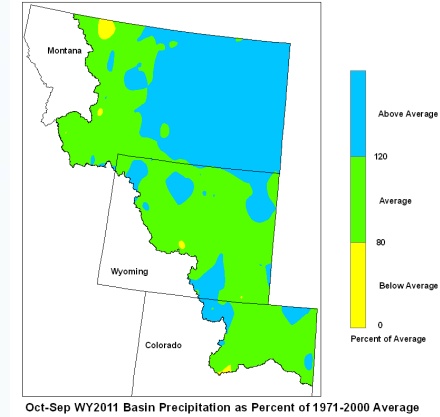 Montana
Above Average
120
Average
80
Wyoming
Below Average
0
Percent of Average
Colorado
Oct-Sep WY2011 Basin Precipitation as Percent of 1971-2000 Average